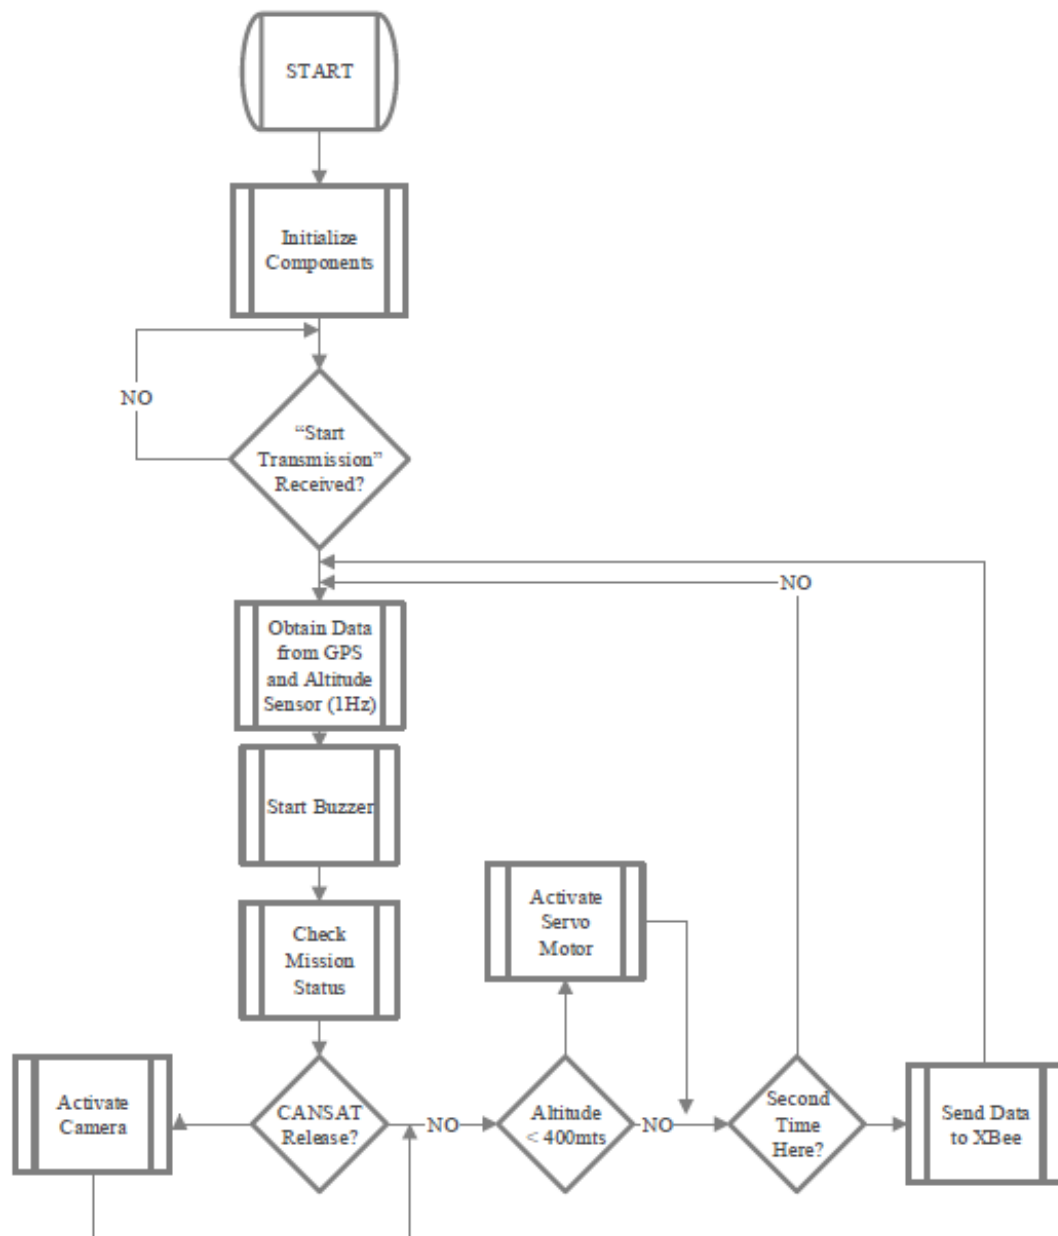 START
Initialize
Components
NO
“Start
Transmission”
Received?
NO
Obtain Data
from GPS
and Altitude
Sensor (1Hz)
Start Buzzer
Check
Mission
Status
Activate
Servo
Motor
Activate
Camera
CANSAT
Release?
NO
Altitude
< 400mts
NO
Second
Time
Here?
Send Data
to XBee